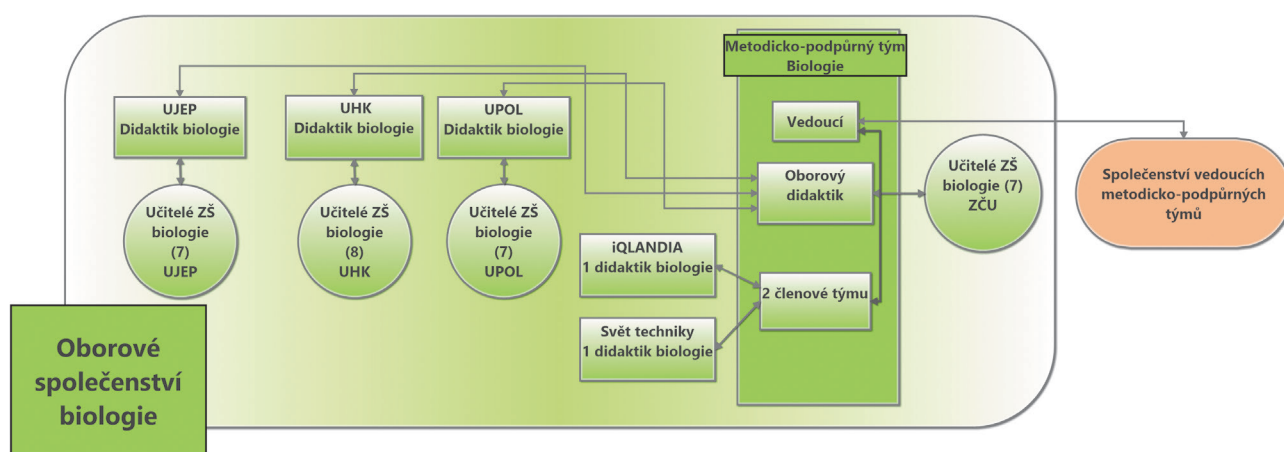 Metodicko-podpůrný tým
Biologie
UJEP
Didaktik biologie
UHK
Didaktik biologie
UPOL
Didaktik biologie
Vedoucí
Učitelé ZŠ
biologie (7)
ZČU
Společenství vedoucích
metodicko-podpůrných
týmů
Oborový
didaktik
Učitelé ZŠ
biologie
(7)
UJEP
Učitelé ZŠ
biologie
(8)
UHK
Učitelé ZŠ
biologie
(7)
UPOL
iQLANDIA
1 didaktik biologie
2 členové týmu
Svět techniky
1 didaktik biologie
Oborové
společenství
biologie